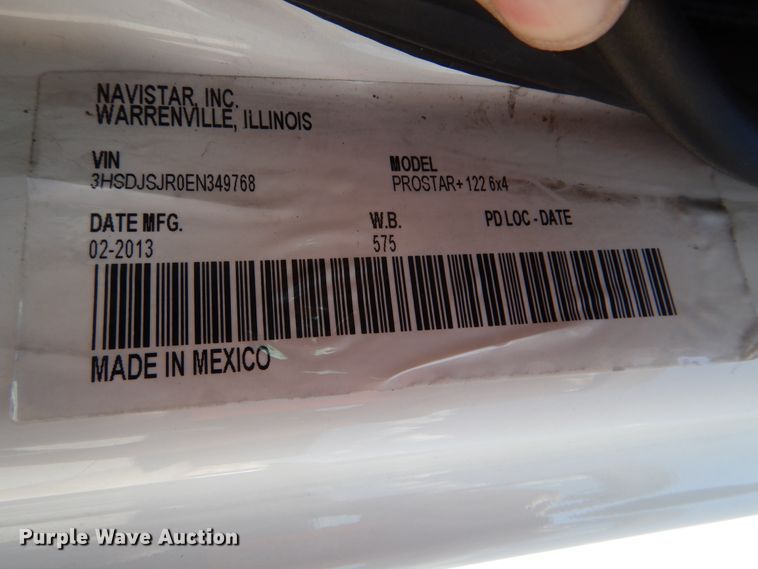 NAVISTAR, INC.
WARRENVILLE, ILLINOIS
VIN MODEL
3HSDJSJR0EN349768 PROSTAR+ 122 6x4
DATE MFG. W.B. PD LOC - DATE
02-2013 575
MADE IN MEXICO
Purple Wave Auction